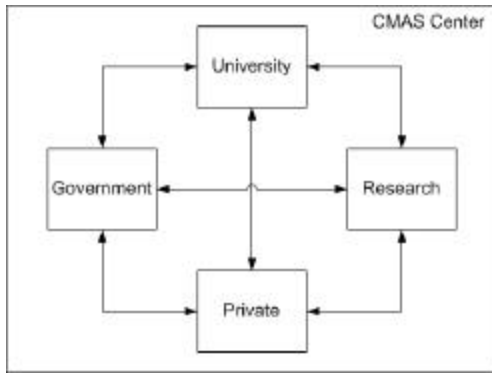 CMAS Center
University
Government
Research
Private